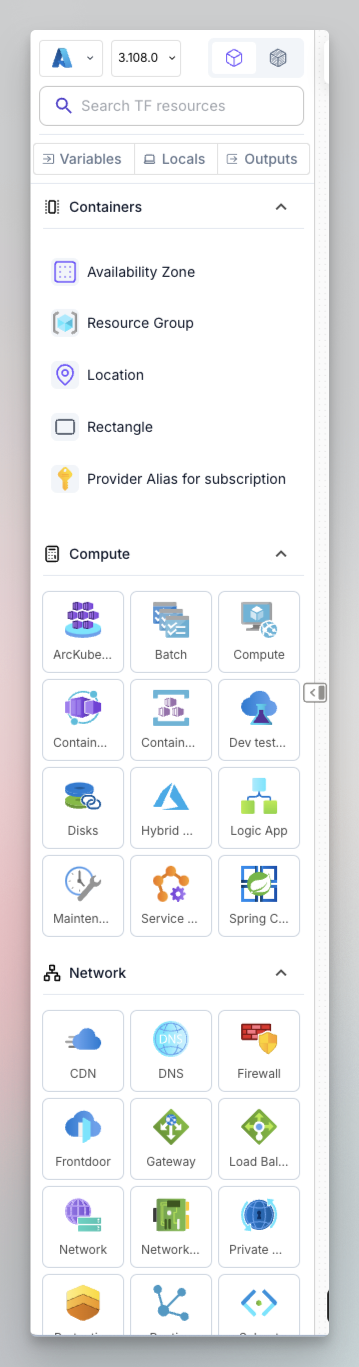 3.108.0
Search TF resources
Variables Locals Outputs
Containers
Availability Zone
Resource Group
Location
Rectangle
Provider Alias for subscription
Compute
ArcKube... Batch Compute
Contain... Contain... Dev test...
Disks Hybrid ... Logic App
Mainten... Service ... Spring C...
Network
CDN DNS Firewall
DNS
Frontdoor Gateway Load Bal...
Network Network... Private ...